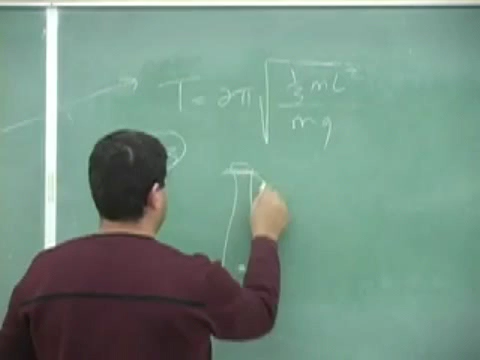 T = 2π √(⅓ mL² / mg)